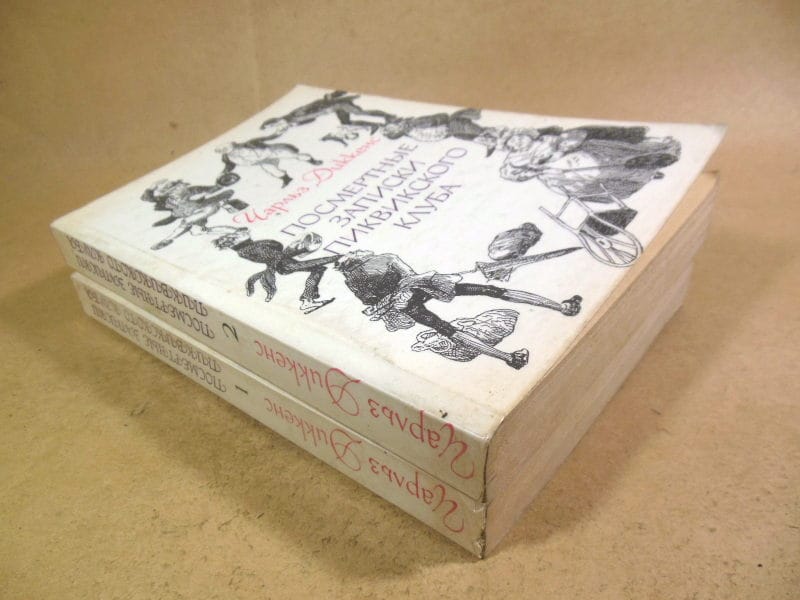 Чарльз Диккенс
ПОСМЕРТНЫЕ
ЗАПИСКИ
ПИКВИКСКОГО
КЛУБА
Чарльз Диккенс
2
ПОСМЕРТНЫЕ ЗАПИСКИ
ПИКВИКСКОГО КЛУБА
Чарльз Диккенс
1
ПОСМЕРТНЫЕ ЗАПИСКИ
ПИКВИКСКОГО КЛУБА